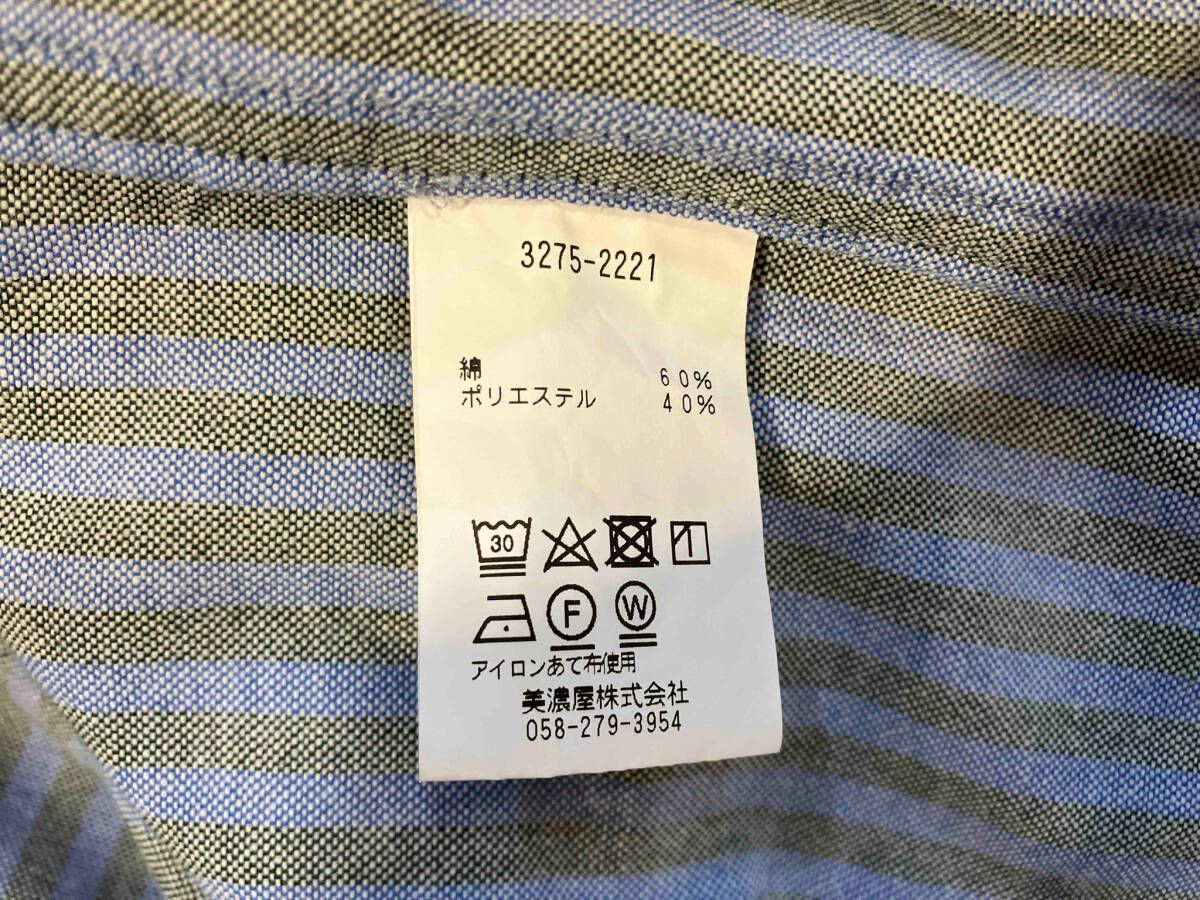 3275-2221
綿 60%
ポリエステル 40%
30
F W
アイロンあて布使用
美濃屋株式会社
058-279-3954